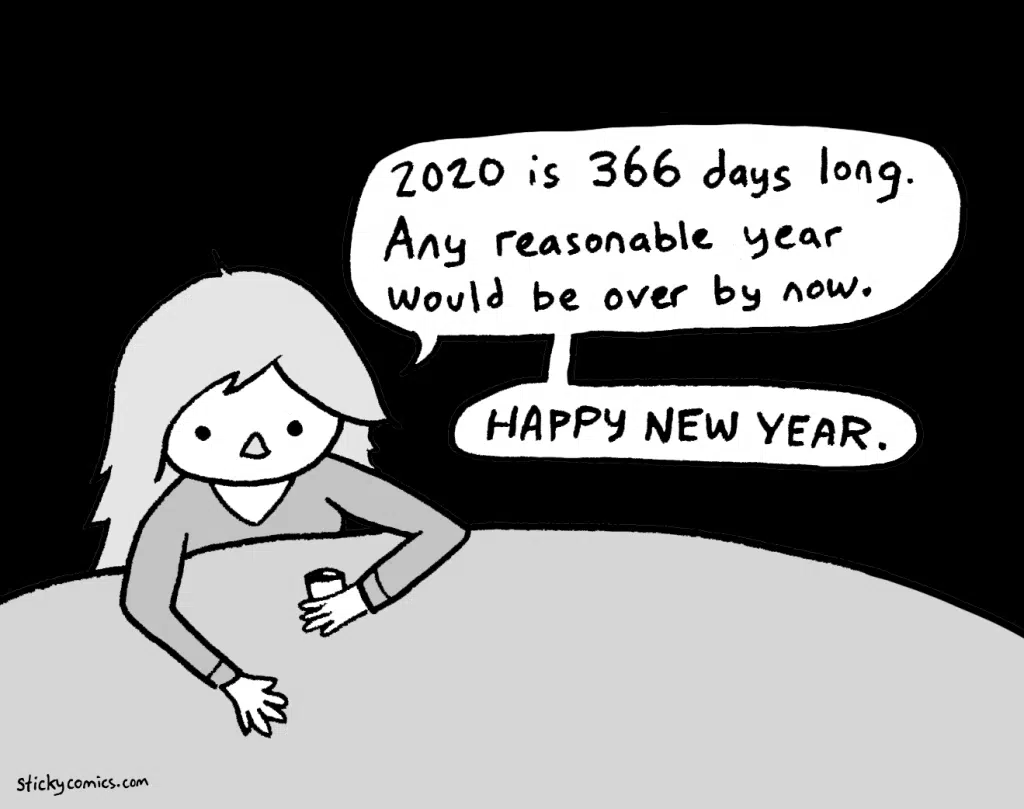 2020 is 366 days long.
Any reasonable year
would be over by now.
HAPPY NEW YEAR.
stickycomics.com